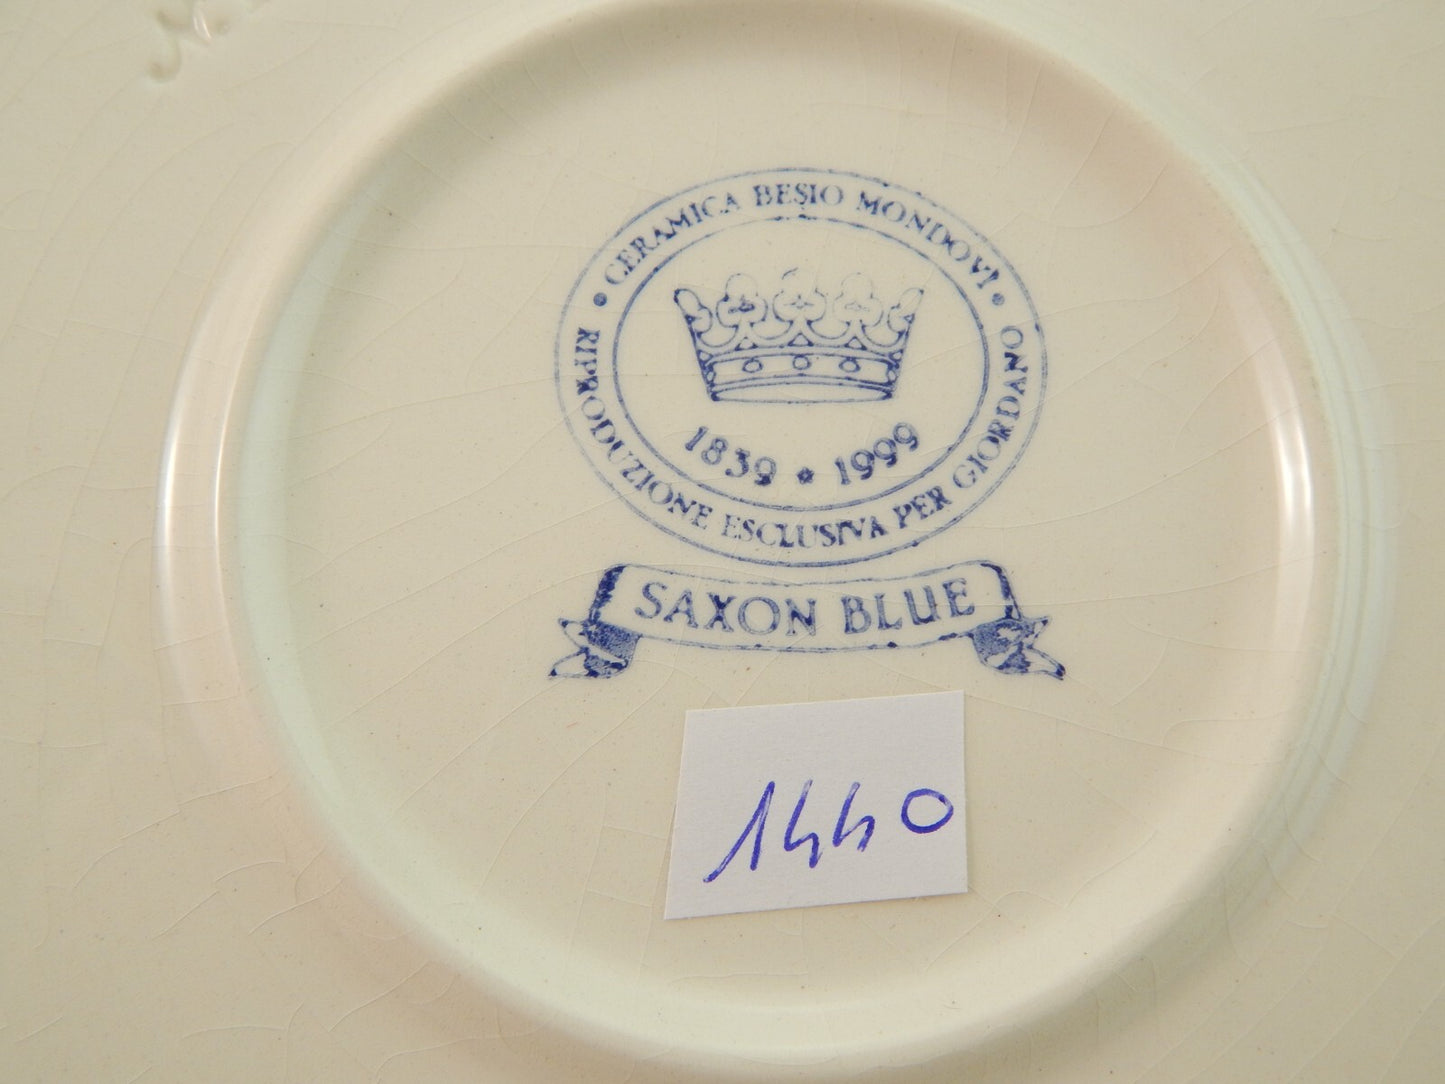 CERAMICA BESIO MONDOVI'
1839 * 1999
RIPRODUZIONE ESCLUSIVA PER GIORDANO
SAXON BLUE
1440